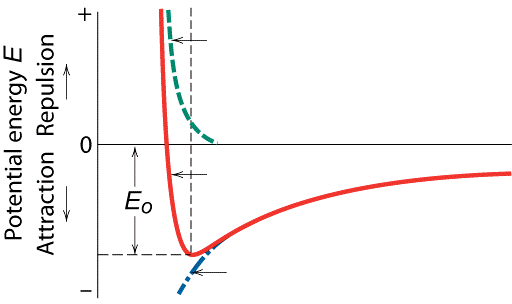 Potential energy E
Attraction Repulsion
+
0
E₀
−